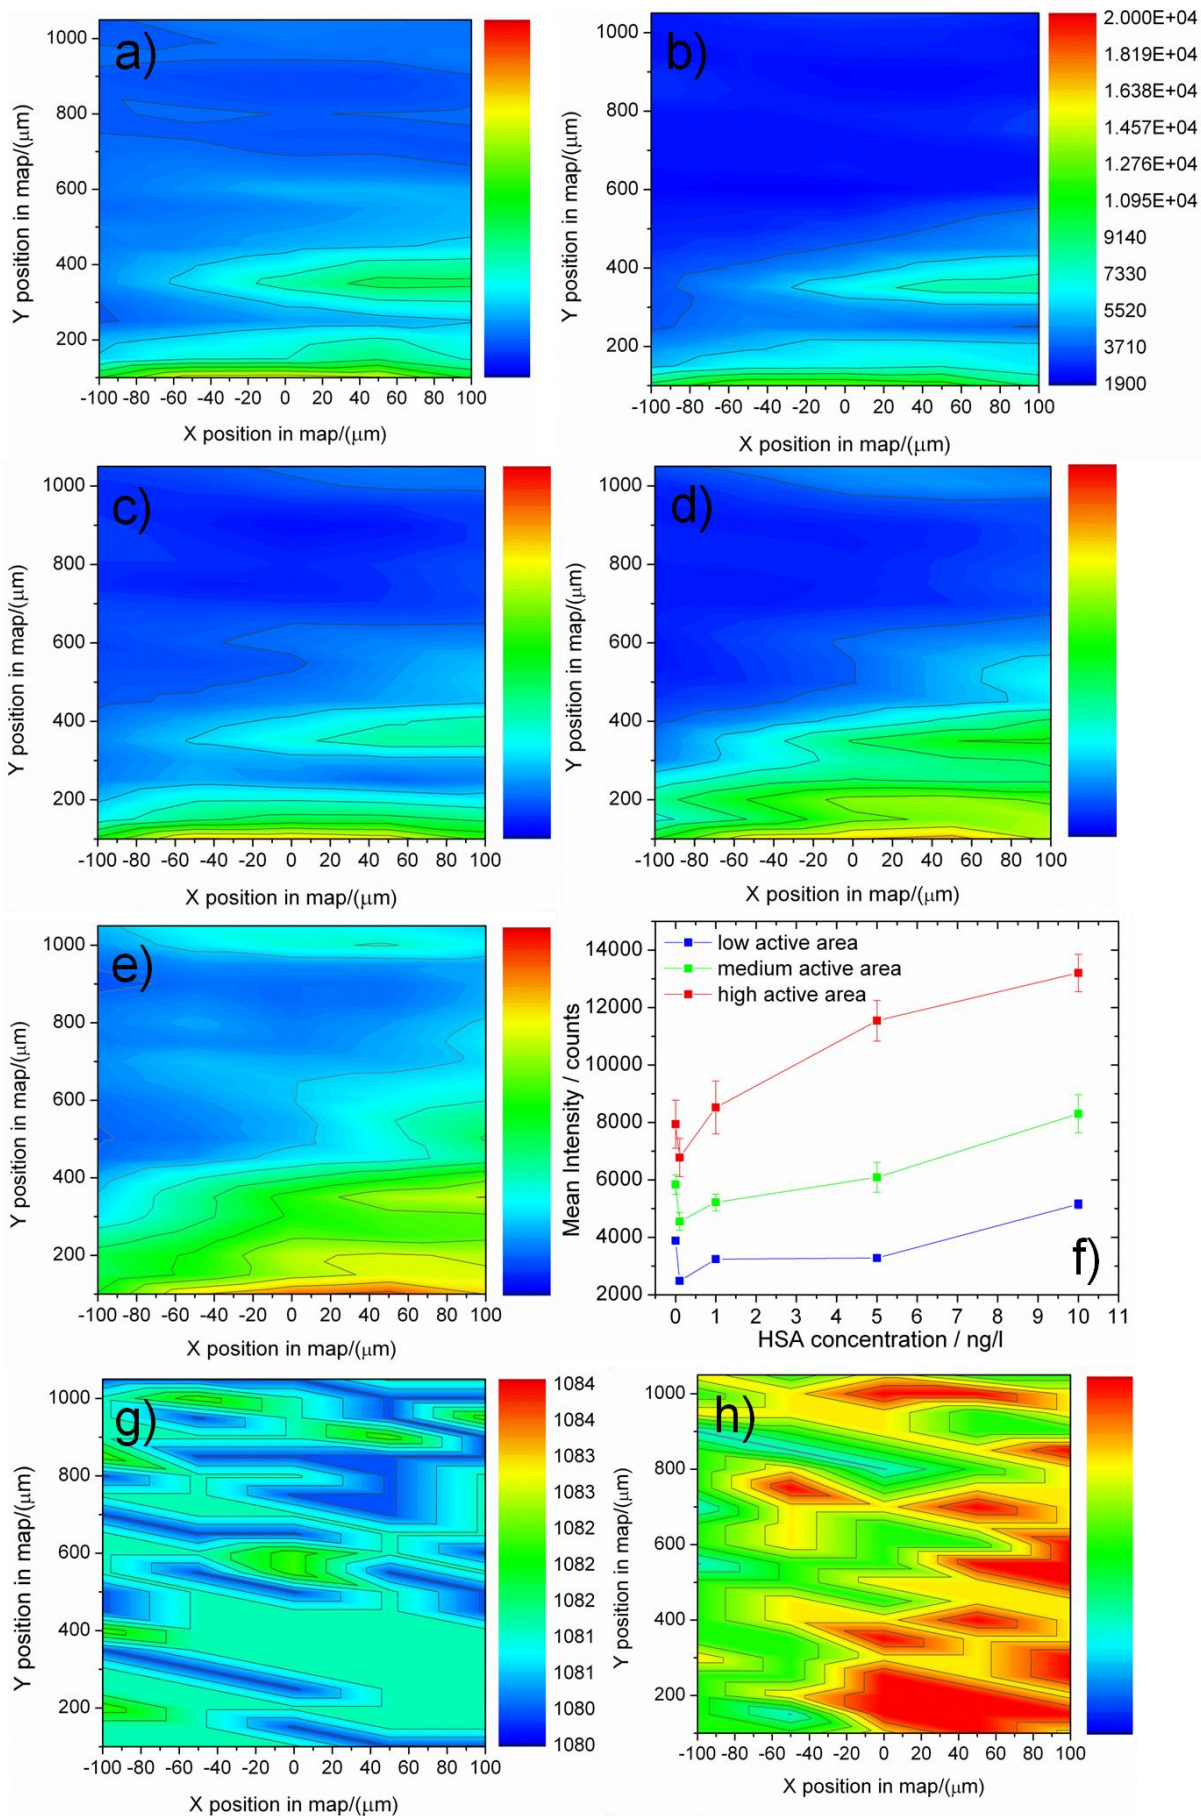 a)
1000
800
600
400
200
-100 -80 -60 -40 -20 0 20 40 60 80 100
Y position in map/(μm)
X position in map/(μm)
b)
1000
800
600
400
200
-100 -80 -60 -40 -20 0 20 40 60 80 100
Y position in map/(μm)
X position in map/(μm)
2.000E+04
1.819E+04
1.638E+04
1.457E+04
1.276E+04
1.095E+04
9140
7330
5520
3710
1900
c)
1000
800
600
400
200
-100 -80 -60 -40 -20 0 20 40 60 80 100
Y position in map/(μm)
X position in map/(μm)
d)
1000
800
600
400
200
-100 -80 -60 -40 -20 0 20 40 60 80 100
Y position in map/(μm)
X position in map/(μm)
e)
1000
800
600
400
200
-100 -80 -60 -40 -20 0 20 40 60 80 100
Y position in map/(μm)
X position in map/(μm)
low active area
medium active area
high active area
14000
12000
10000
8000
6000
4000
2000
Mean Intensity / counts
f)
0 1 2 3 4 5 6 7 8 9 10 11
HSA concentration / ng/l
g)
1000
800
600
400
200
-100 -80 -60 -40 -20 0 20 40 60 80 100
Y position in map/(μm)
X position in map/(μm)
1084
1084
1083
1083
1082
1082
1082
1081
1081
1080
1080
h)
1000
800
600
400
200
-100 -80 -60 -40 -20 0 20 40 60 80 100
Y position in map/(μm)
X position in map/(μm)